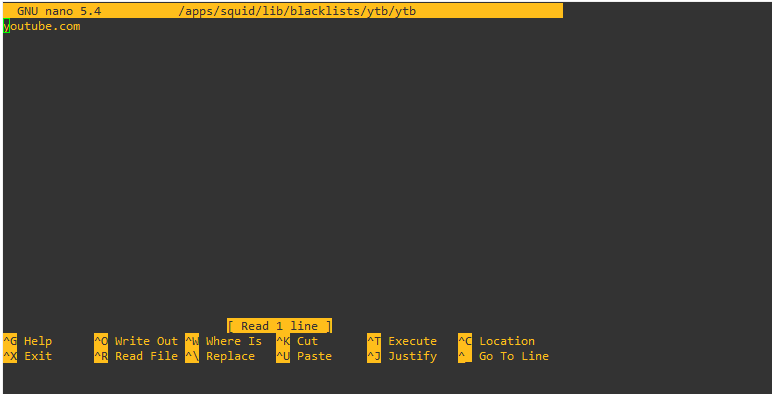 GNU nano 5.4 /apps/squid/lib/blacklists/ytb/ytb
youtube.com
[ Read 1 line ]
^G Help ^O Write Out ^W Where Is ^K Cut ^T Execute ^C Location
^X Exit ^R Read File ^\ Replace ^U Paste ^J Justify ^_ Go To Line